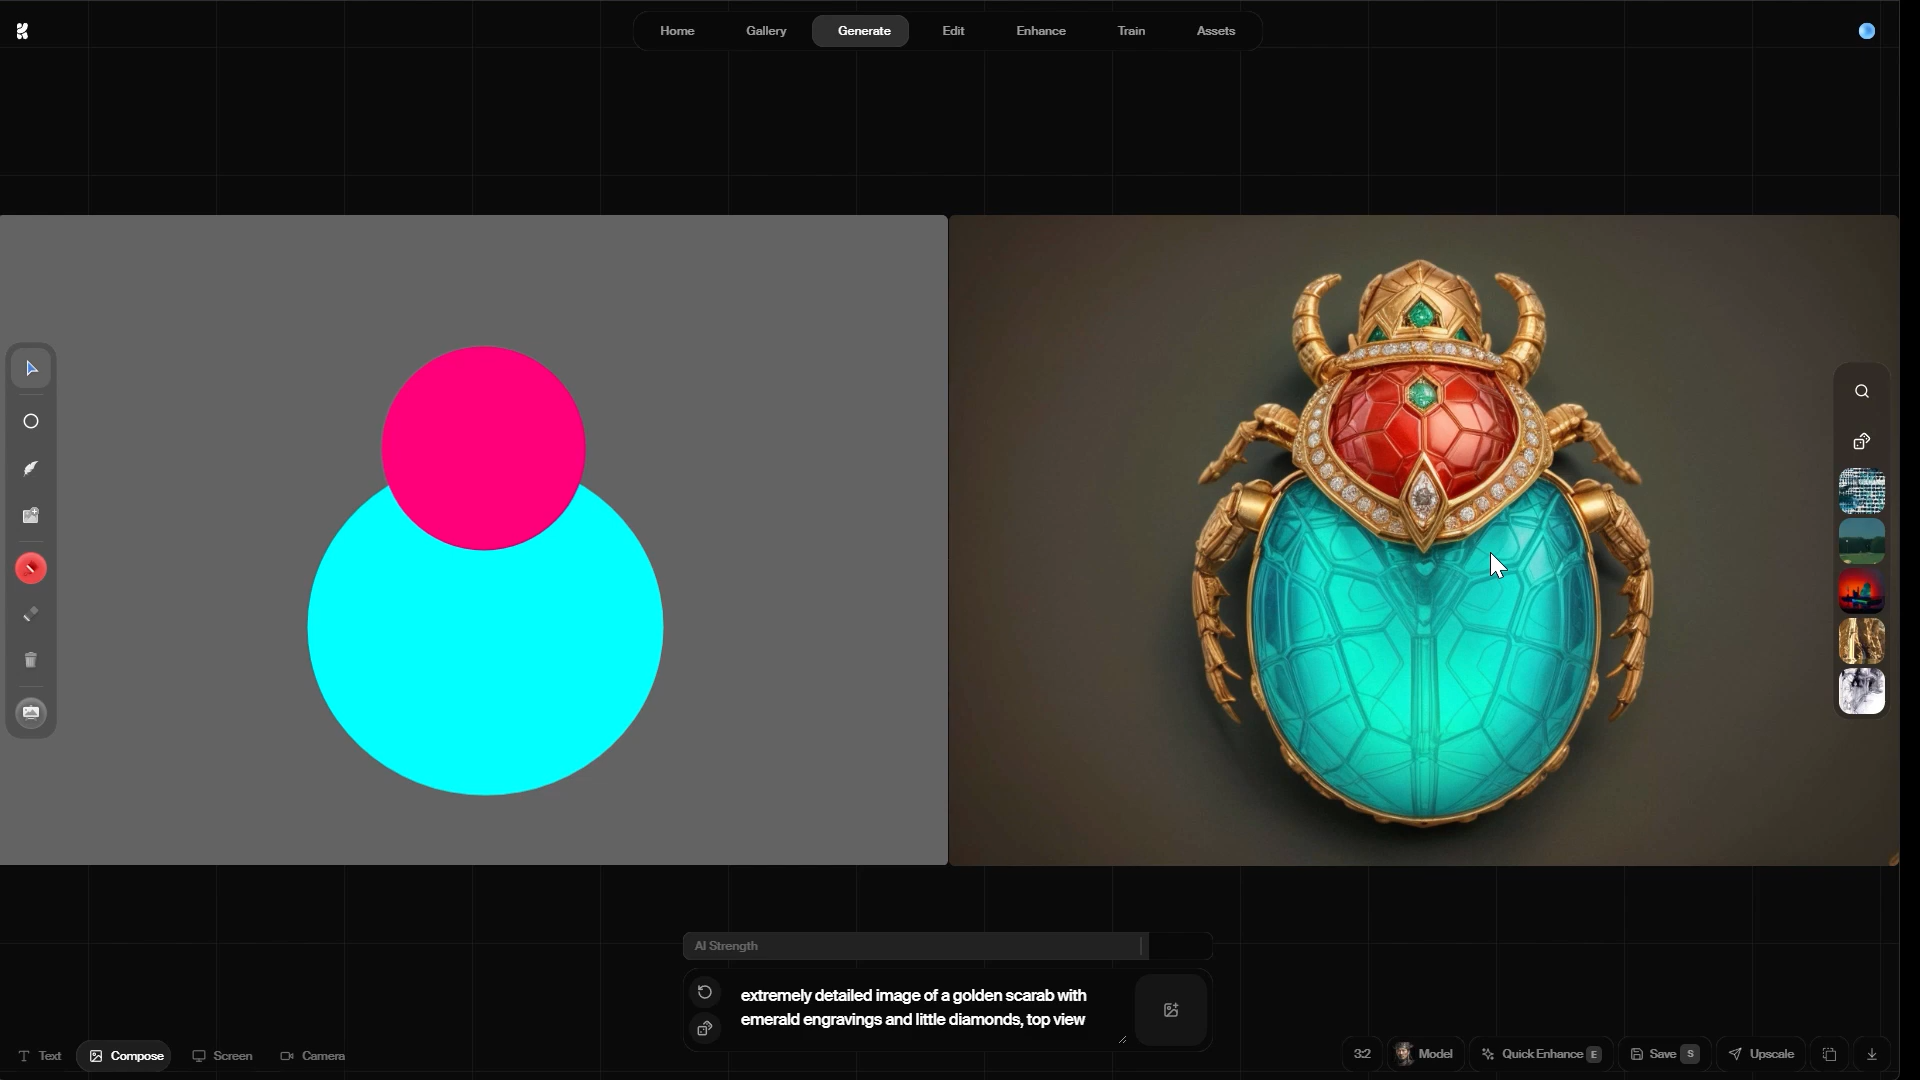 Home Gallery Generate Edit Enhance Train Assets
AI Strength
extremely detailed image of a golden scarab with
emerald engravings and little diamonds, top view
Text Compose Screen Camera
3:2 Model Quick Enhance E Save S Upscale